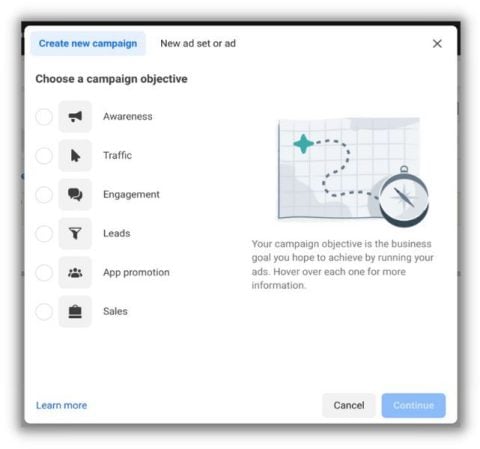 Create new campaign
New ad set or ad
Choose a campaign objective
Awareness
Traffic
Engagement
Leads
App promotion
Sales
Your campaign objective is the business
goal you hope to achieve by running your
ads. Hover over each one for more
information.
Learn more
Cancel
Continue